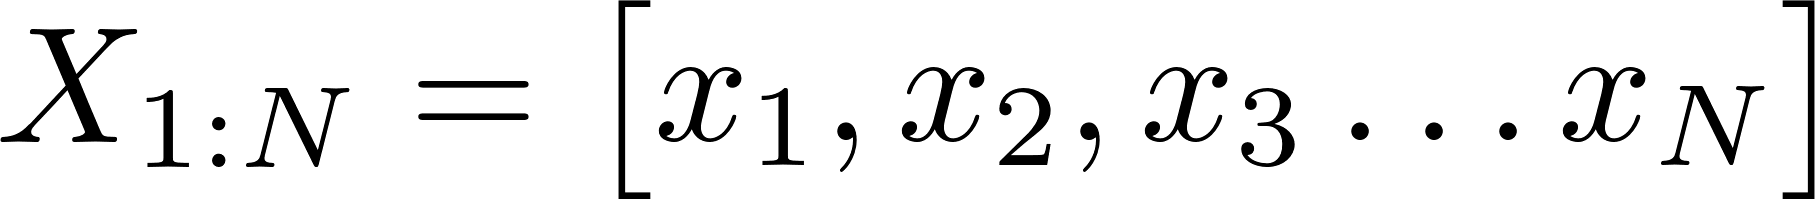 X_{1:N} = [x_1, x_2, x_3 ... x_N]